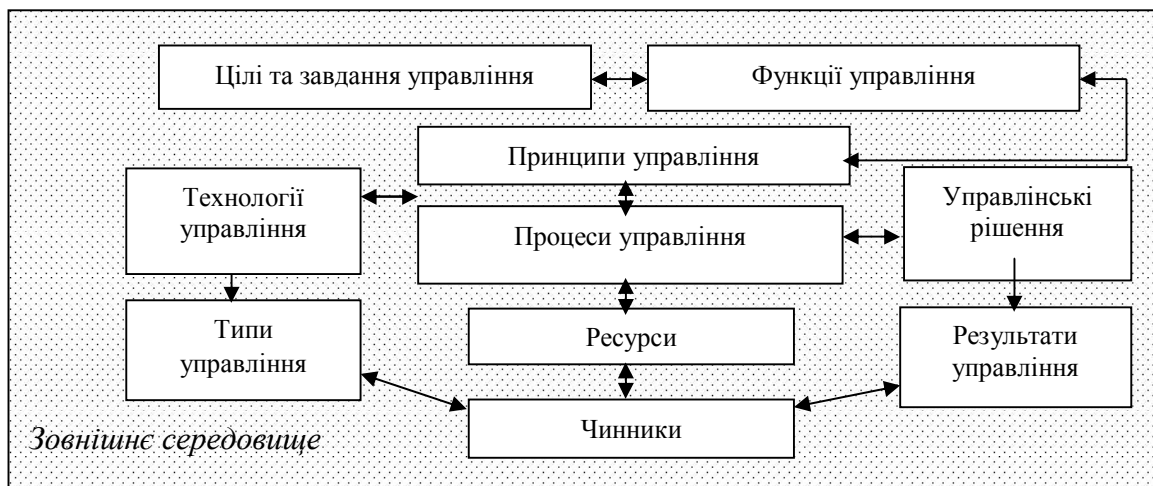 Цілі та завдання управління
Функції управління
Принципи управління
Технології
управління
Процеси управління
Управлінські
рішення
Типи
управління
Ресурси
Результати
управління
Чинники
Зовнішнє середовище